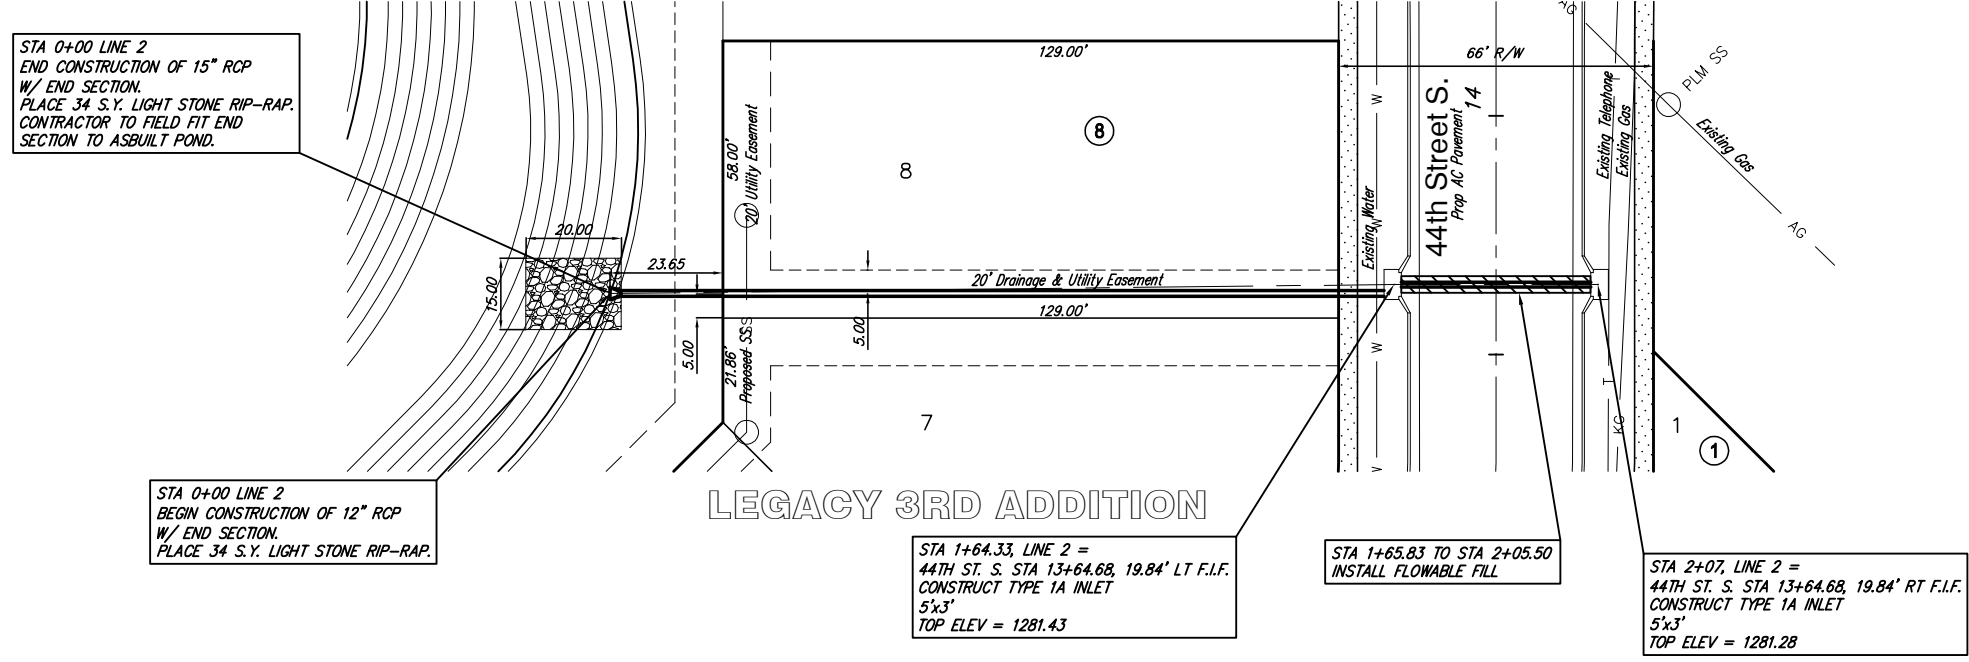 STA 0+00 LINE 2
END CONSTRUCTION OF 15" RCP
W/ END SECTION.
PLACE 34 S.Y. LIGHT STONE RIP-RAP.
CONTRACTOR TO FIELD FIT END
SECTION TO ASBUILT POND.
129.00'
66' R/W
AG
PLM SS
58.00'
20' Utility Easement
8
8
44th Street S.
Prop AC Pavement
14
W
Existing Telephone
T
Existing Gas
Existing Gas
AG
Existing Water
W
20.00
15.00
23.65
20' Drainage & Utility Easement
129.00'
5.00
5.00
21.86'
Proposed SS
SS
W
W
T
KG
7
1
1
LEGACY 3RD ADDITION
STA 0+00 LINE 2
BEGIN CONSTRUCTION OF 12" RCP
W/ END SECTION.
PLACE 34 S.Y. LIGHT STONE RIP-RAP.
STA 1+64.33, LINE 2 =
44TH ST. S. STA 13+64.68, 19.84' LT F.I.F.
CONSTRUCT TYPE 1A INLET
5'x3'
TOP ELEV = 1281.43
STA 1+65.83 TO STA 2+05.50
INSTALL FLOWABLE FILL
STA 2+07, LINE 2 =
44TH ST. S. STA 13+64.68, 19.84' RT F.I.F.
CONSTRUCT TYPE 1A INLET
5'x3'
TOP ELEV = 1281.28